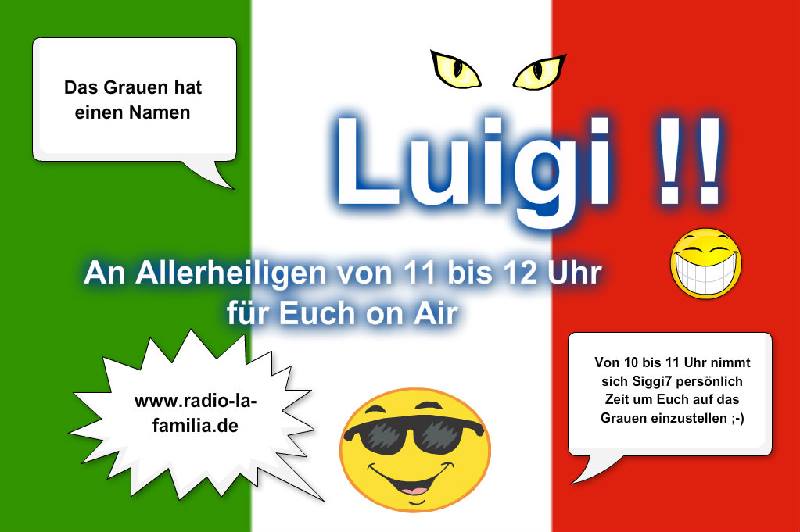 Das Grauen hat
einen Namen
Luigi !!
An Allerheiligen von 11 bis 12 Uhr
für Euch on Air
www.radio-la-
familia.de
Von 10 bis 11 Uhr nimmt
sich Siggi7 persönlich
Zeit um Euch auf das
Grauen einzustellen ;-)